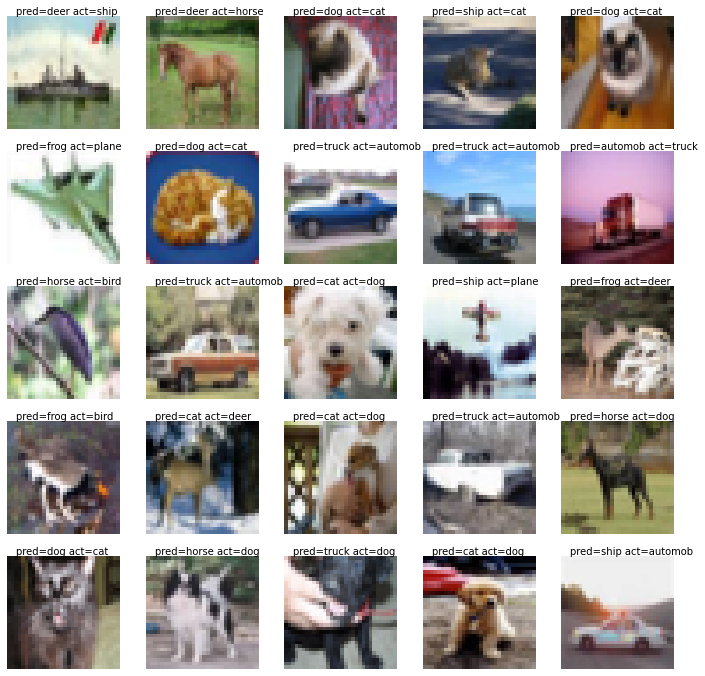 pred=deer act=ship
pred=deer act=horse
pred=dog act=cat
pred=ship act=cat
pred=dog act=cat
pred=frog act=plane
pred=dog act=cat
pred=truck act=automob
pred=truck act=automob
pred=automob act=truck
pred=horse act=bird
pred=truck act=automob
pred=cat act=dog
pred=ship act=plane
pred=frog act=deer
pred=frog act=bird
pred=cat act=deer
pred=cat act=dog
pred=truck act=automob
pred=horse act=dog
pred=dog act=cat
pred=horse act=dog
pred=truck act=dog
pred=cat act=dog
pred=ship act=automob